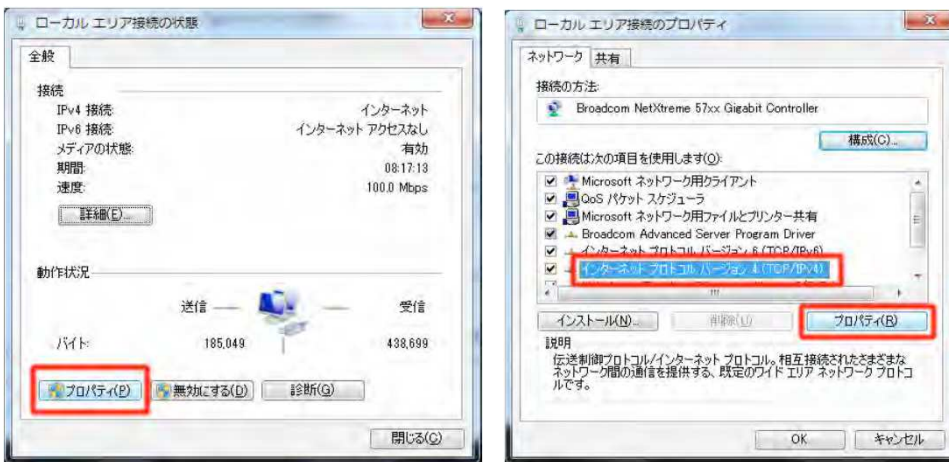 ローカル エリア接続の状態
全般
接続
IPv4 接続: インターネット
IPv6 接続: インターネット アクセスなし
メディアの状態: 有効
期間: 08:17:13
速度: 100.0 Mbps
詳細(E)...
動作状況
送信 受信
バイト: 185,049 438,699
プロパティ(P) 無効にする(D) 診断(G)
閉じる(C)
ローカル エリア接続のプロパティ
ネットワーク 共有
接続の方法:
Broadcom NetXtreme 57xx Gigabit Controller
構成(C)...
この接続は次の項目を使用します(O):
Microsoft ネットワーク用クライアント
QoS パケット スケジューラ
Microsoft ネットワーク用ファイルとプリンター共有
Broadcom Advanced Server Program Driver
インターネット プロトコル バージョン 6 (TCP/IPv6)
インターネット プロトコル バージョン 4 (TCP/IPv4)
インストール(N)... 削除(U) プロパティ(R)
説明
伝送制御プロトコル/インターネット プロトコル。相互接続されたさまざまな
ネットワーク間の通信を提供する、既定のワイド エリア ネットワーク プロトコ
ルです。
OK キャンセル